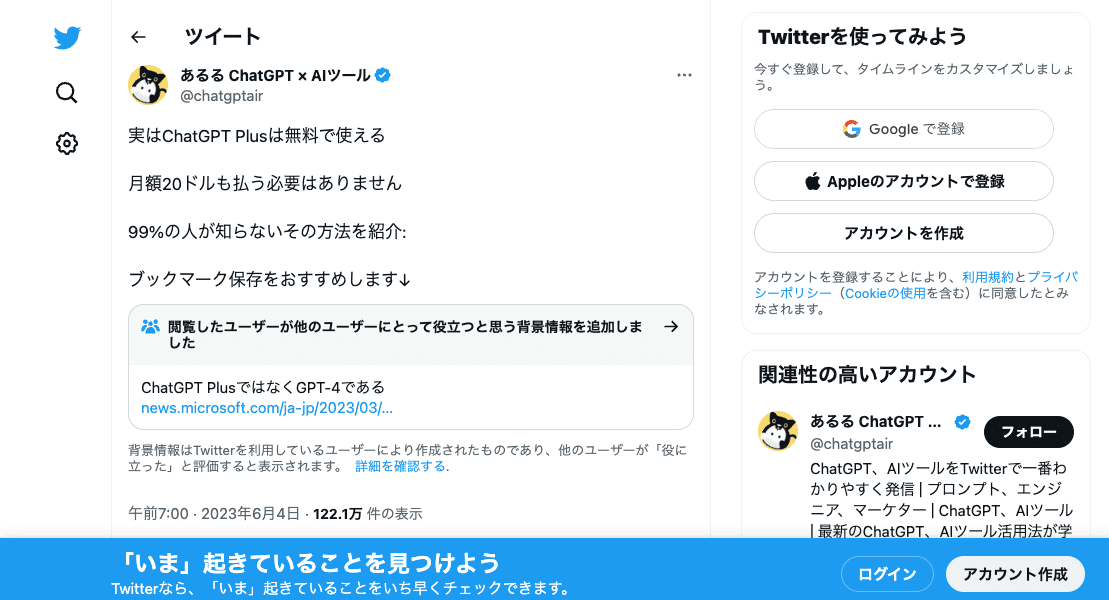 ツイート
あるる ChatGPT × AIツール
@chatgptair
実はChatGPT Plusは無料で使える
月額20ドルも払う必要はありません
99%の人が知らないその方法を紹介:
ブックマーク保存をおすすめします↓
閲覧したユーザーが他のユーザーにとって役立つと思う背景情報を追加しま
した
ChatGPT PlusではなくGPT-4である
news.microsoft.com/ja-jp/2023/03/...
背景情報はTwitterを利用しているユーザーにより作成されたものであり、他のユーザーが「役に
立った」と評価すると表示されます。 詳細を確認する.
午前7:00 · 2023年6月4日 · 122.1万 件の表示
Twitterを使ってみよう
今すぐ登録して、タイムラインをカスタマイズしましょ
う。
Google で登録
Appleのアカウントで登録
アカウントを作成
アカウントを登録することにより、利用規約とプライバ
シーポリシー（Cookieの使用を含む）に同意したとみ
なされます。
関連性の高いアカウント
あるる ChatGPT ...
@chatgptair
フォロー
ChatGPT、AIツールをTwitterで一番わ
かりやすく発信 | プロンプト、エンジ
ニア、マーケター | ChatGPT、AIツール
| 最新のChatGPT、AIツール活用法が学
「いま」起きていることを見つけよう
Twitterなら、「いま」起きていることをいち早くチェックできます。
ログイン
アカウント作成